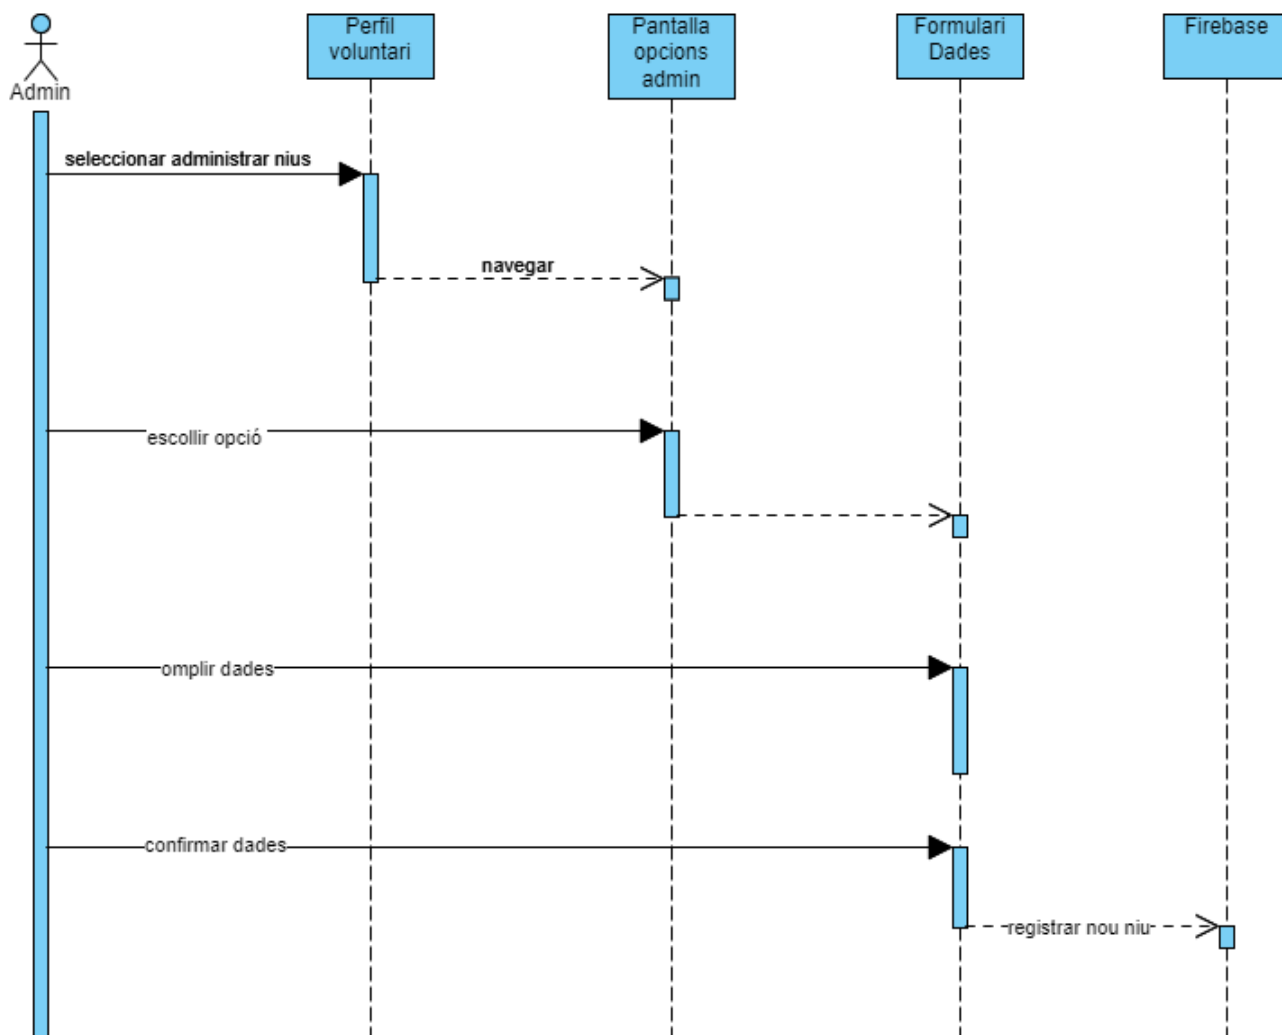 Admin
Perfil
voluntari
Pantalla
opcions
admin
Formulari
Dades
Firebase
seleccionar administrar nius
navegar
escollir opció
omplir dades
confirmar dades
registrar nou niu